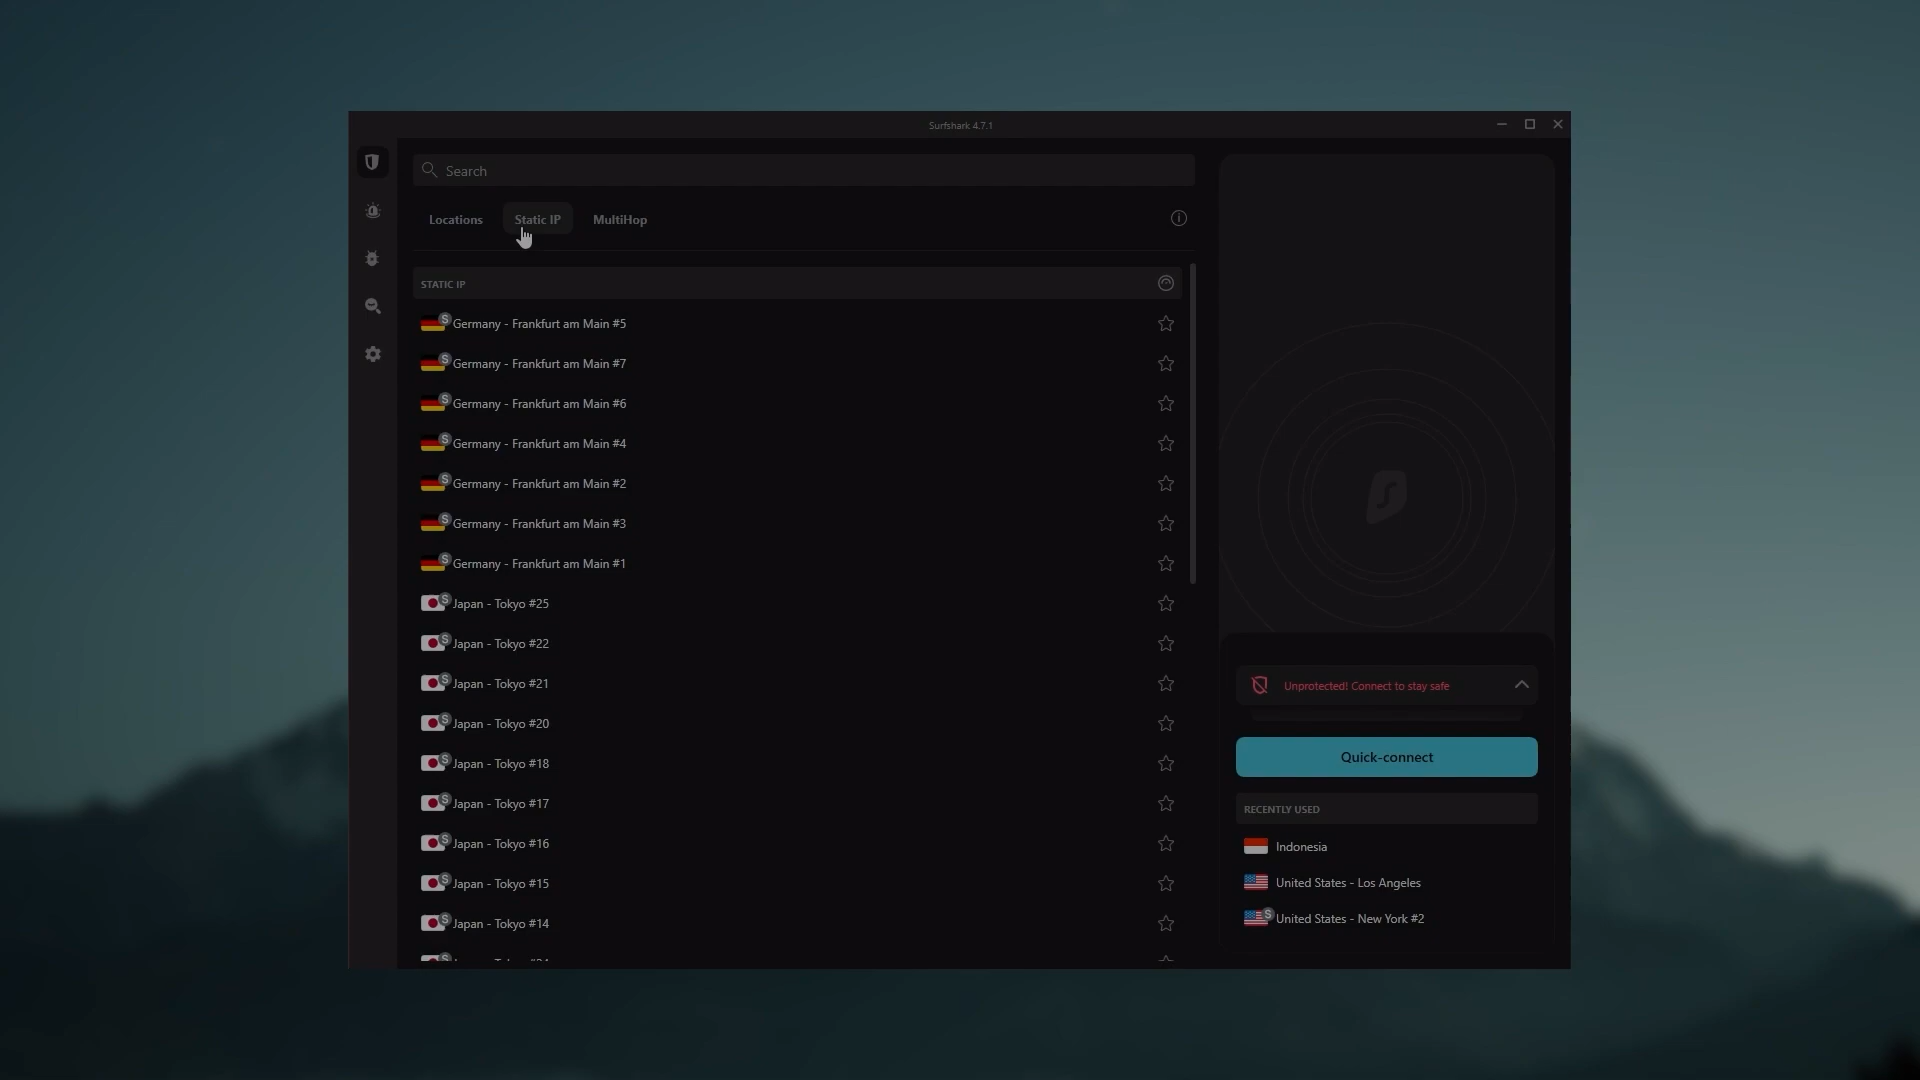 Surfshark 4.7.1
Search
Locations
Static IP
MultiHop
STATIC IP
S Germany - Frankfurt am Main #5
S Germany - Frankfurt am Main #7
S Germany - Frankfurt am Main #6
S Germany - Frankfurt am Main #4
S Germany - Frankfurt am Main #2
S Germany - Frankfurt am Main #3
S Germany - Frankfurt am Main #1
S Japan - Tokyo #25
S Japan - Tokyo #22
S Japan - Tokyo #21
S Japan - Tokyo #20
S Japan - Tokyo #18
S Japan - Tokyo #17
S Japan - Tokyo #16
S Japan - Tokyo #15
S Japan - Tokyo #14
Unprotected! Connect to stay safe
Quick-connect
RECENTLY USED
Indonesia
United States - Los Angeles
S United States - New York #2